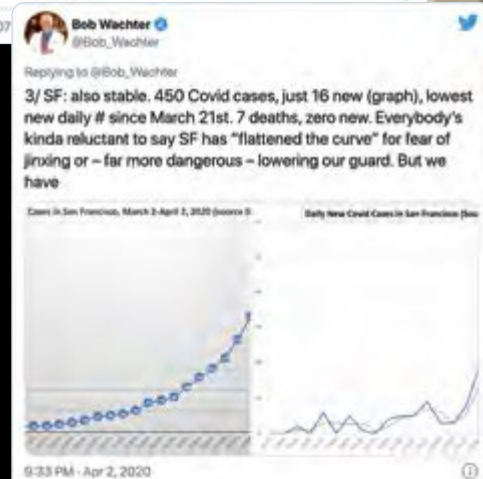 07
Bob Wachter
@Bob_Wachter
Replying to @Bob_Wachter
3/ SF: also stable. 450 Covid cases, just 16 new (graph), lowest
new daily # since March 21st. 7 deaths, zero new. Everybody's
kinda reluctant to say SF has "flattened the curve" for fear of
jinxing or – far more dangerous – lowering our guard. But we
have
Cases in San Francisco, March 2-April 2, 2020 (source
Daily New Covid Cases in San Francisco
9:33 PM · Apr 2, 2020